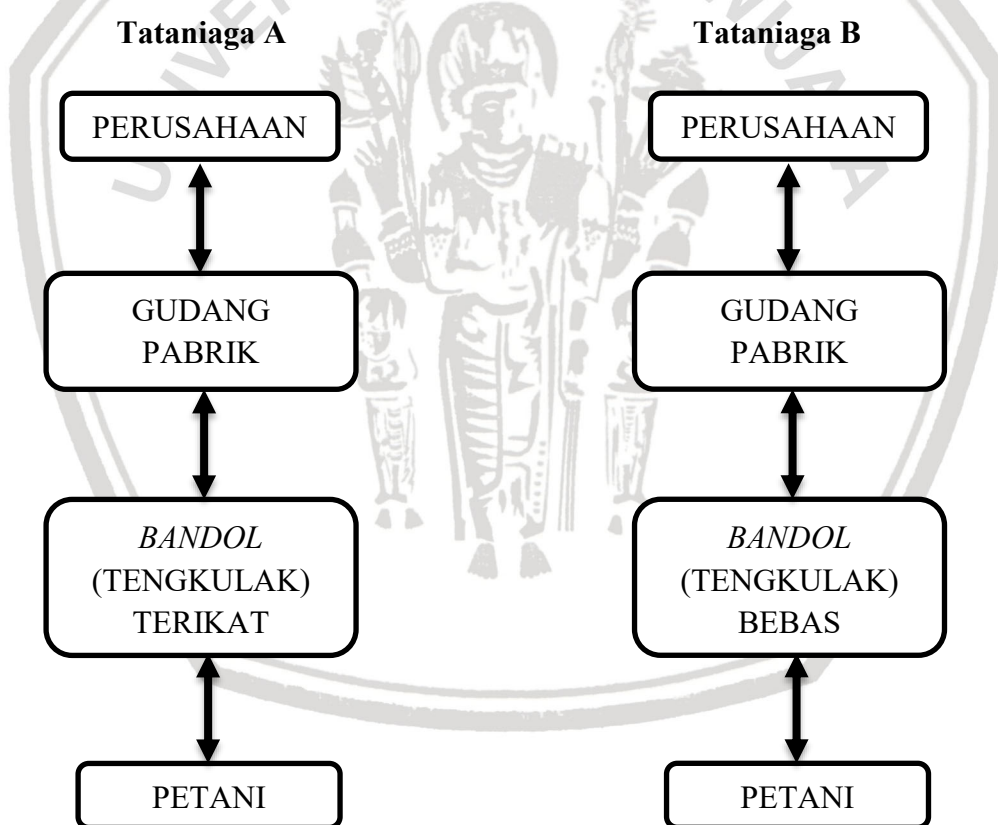 Tataniaga A
PERUSAHAAN
GUDANG
PABRIK
BANDOL
(TENGKULAK)
TERIKAT
PETANI
Tataniaga B
PERUSAHAAN
GUDANG
PABRIK
BANDOL
(TENGKULAK)
BEBAS
PETANI